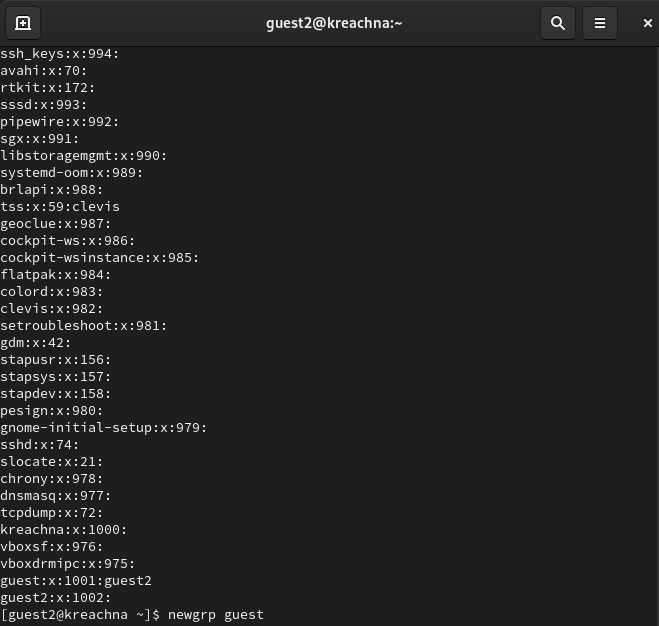 guest2@kreachna:~
ssh_keys:x:994:
avahi:x:70:
rtkit:x:172:
sssd:x:993:
pipewire:x:992:
sgx:x:991:
libstoragemgmt:x:990:
systemd-oom:x:989:
brlapi:x:988:
tss:x:59:clevis
geoclue:x:987:
cockpit-ws:x:986:
cockpit-wsinstance:x:985:
flatpak:x:984:
colord:x:983:
clevis:x:982:
setroubleshoot:x:981:
gdm:x:42:
stapusr:x:156:
stapsys:x:157:
stapdev:x:158:
pesign:x:980:
gnome-initial-setup:x:979:
sshd:x:74:
slocate:x:21:
chrony:x:978:
dnsmasq:x:977:
tcpdump:x:72:
kreachna:x:1000:
vboxsf:x:976:
vboxdrmipc:x:975:
guest:x:1001:guest2
guest2:x:1002:
[guest2@kreachna ~]$ newgrp guest